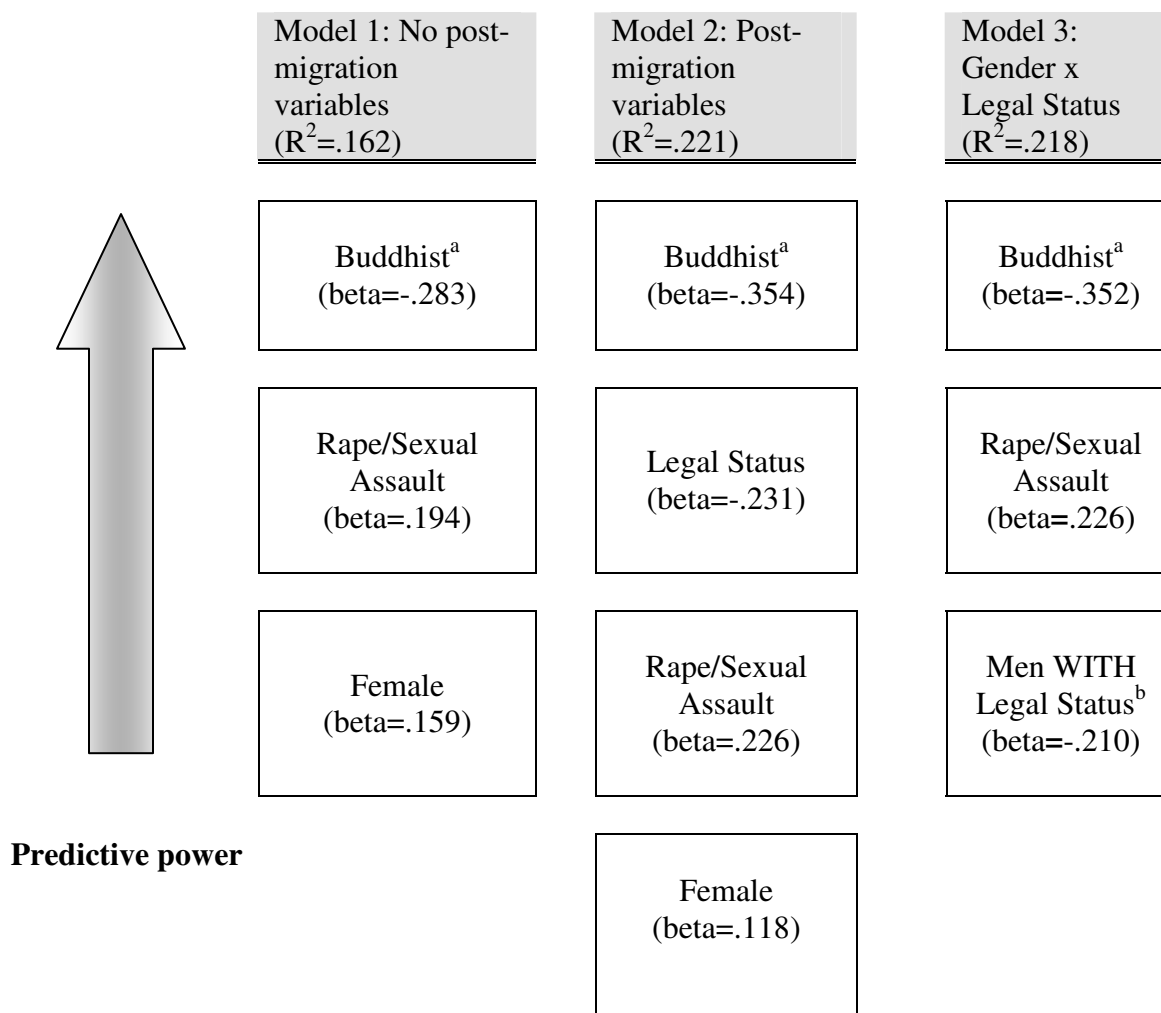 Model 1: No post-
migration
variables
(R²=.162)
Model 2: Post-
migration
variables
(R²=.221)
Model 3:
Gender x
Legal Status
(R²=.218)
Buddhistᵃ
(beta=-.283)
Buddhistᵃ
(beta=-.354)
Buddhistᵃ
(beta=-.352)
Rape/Sexual
Assault
(beta=.194)
Legal Status
(beta=-.231)
Rape/Sexual
Assault
(beta=.226)
Female
(beta=.159)
Rape/Sexual
Assault
(beta=.226)
Men WITH
Legal Statusᵇ
(beta=-.210)
Predictive power
Female
(beta=.118)